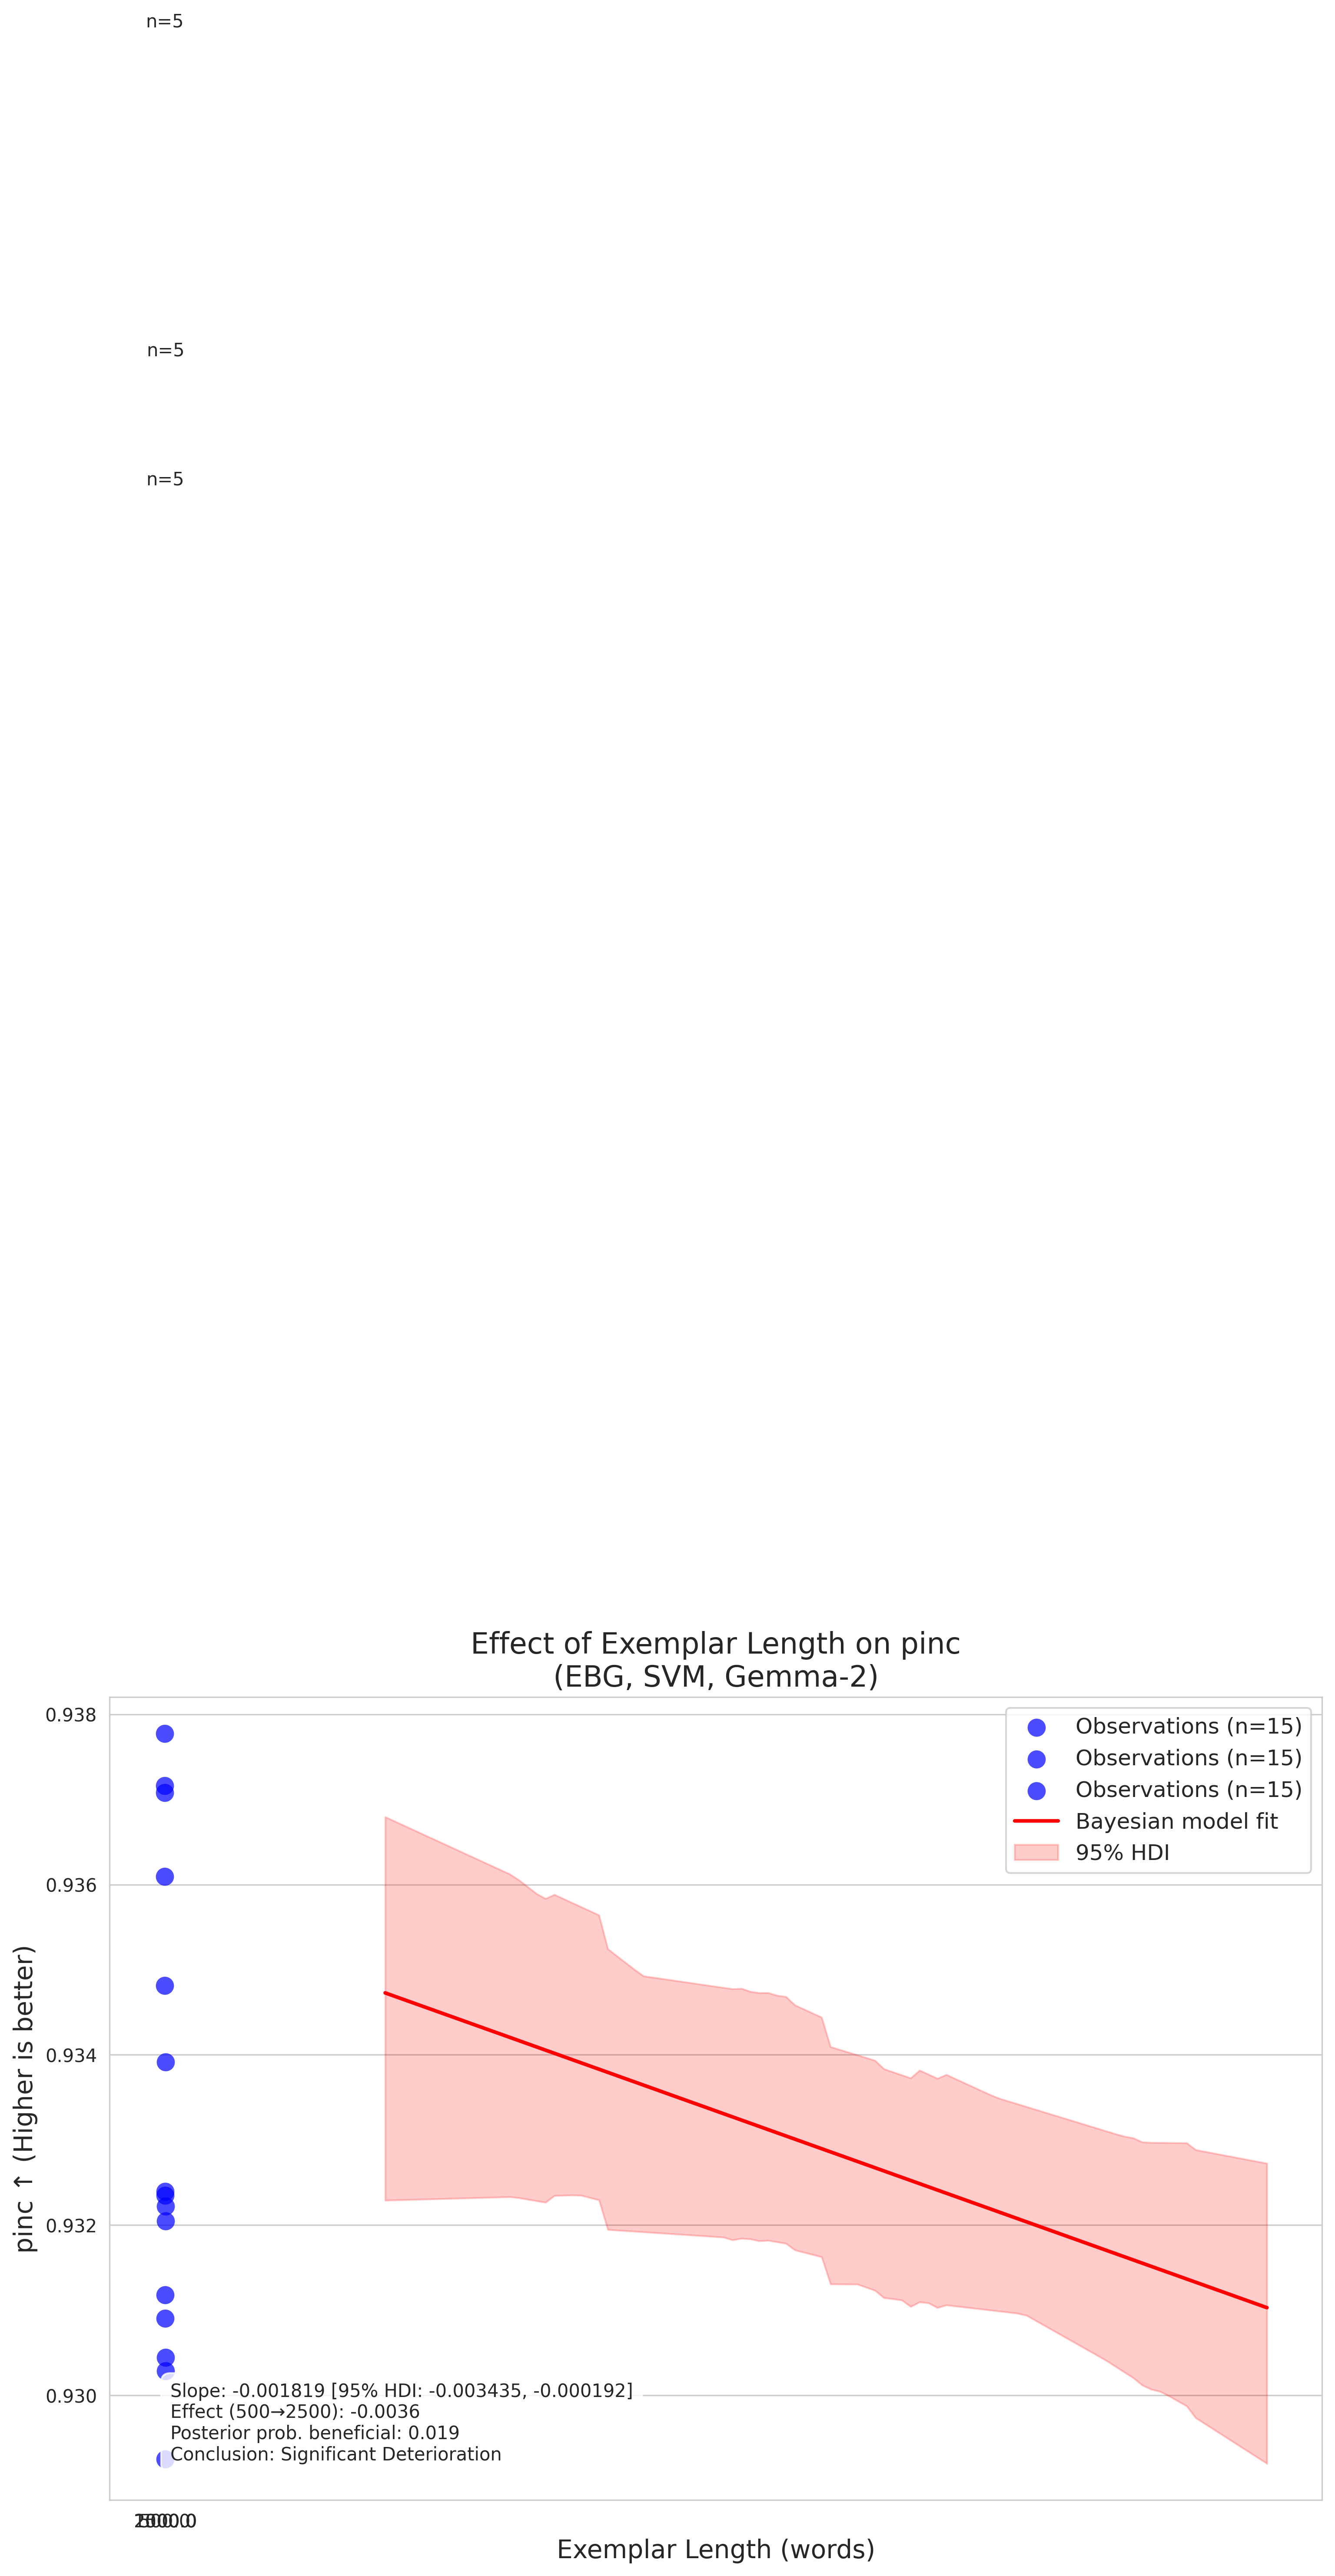 n=5
n=5
n=5
Effect of Exemplar Length on pinc
(EBG, SVM, Gemma-2)
0.938
0.936
0.934
0.932
0.930
pinc ↑ (Higher is better)
Observations (n=15)
Observations (n=15)
Observations (n=15)
Bayesian model fit
95% HDI
Slope: -0.001819 [95% HDI: -0.003435, -0.000192]
Effect (500→2500): -0.0036
Posterior prob. beneficial: 0.019
Conclusion: Significant Deterioration
Exemplar Length (words)